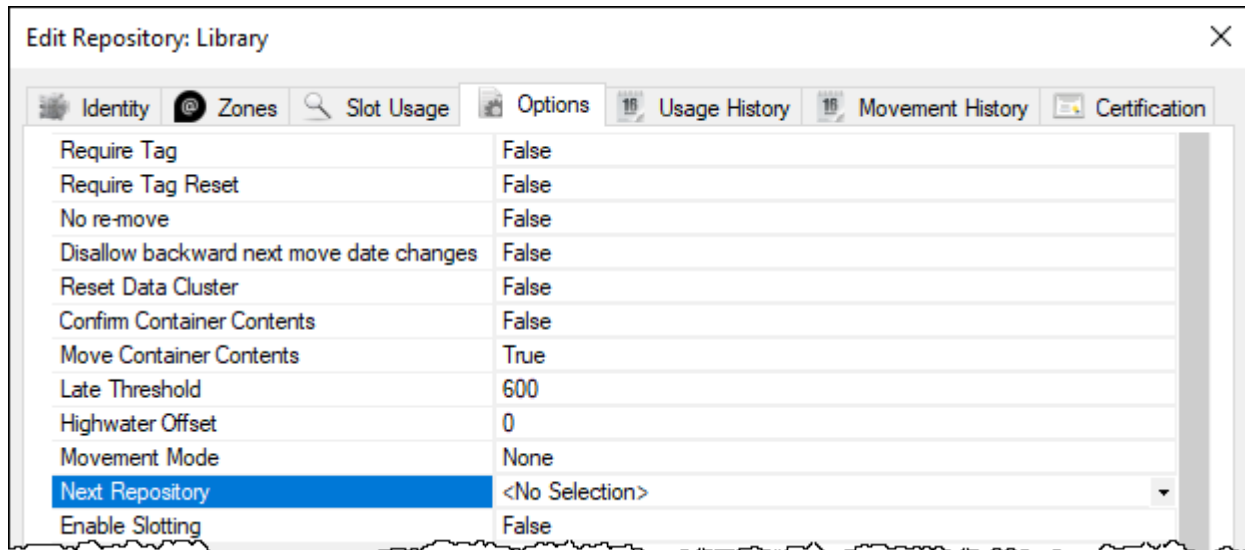 Edit Repository: Library
Identity Zones Slot Usage Options Usage History Movement History Certification
Require Tag False
Require Tag Reset False
No re-move False
Disallow backward next move date changes False
Reset Data Cluster False
Confirm Container Contents False
Move Container Contents True
Late Threshold 600
Highwater Offset 0
Movement Mode None
Next Repository <No Selection>
Enable Slotting False